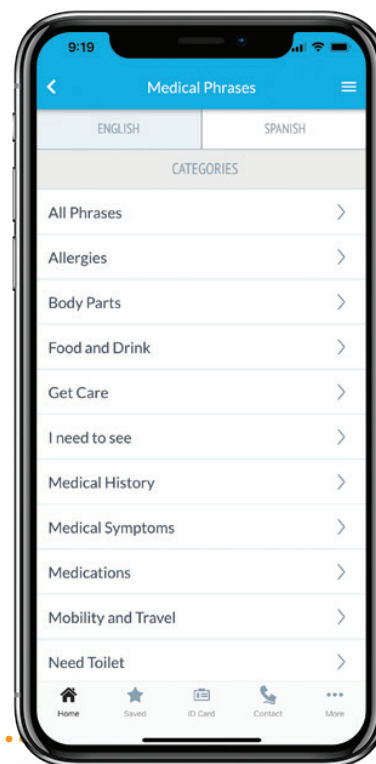 9:19
Medical Phrases
ENGLISH SPANISH
CATEGORIES
All Phrases
Allergies
Body Parts
Food and Drink
Get Care
I need to see
Medical History
Medical Symptoms
Medications
Mobility and Travel
Need Toilet
Home Saved ID Card Contact More